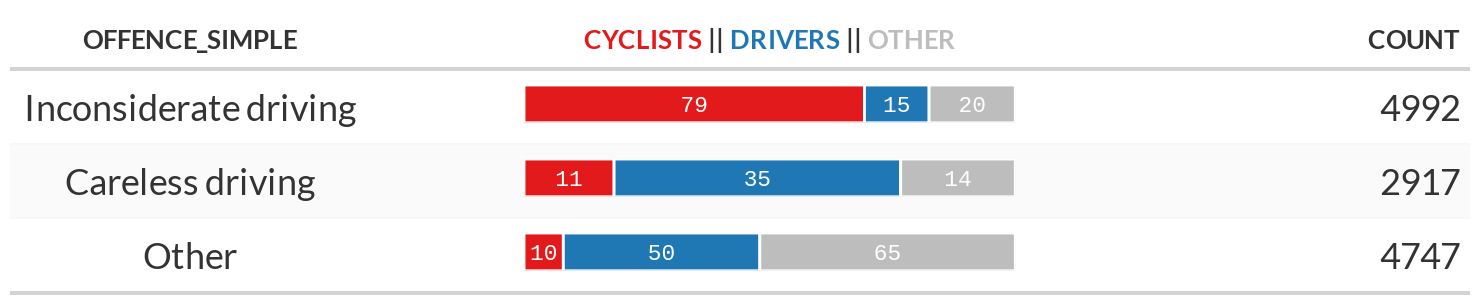 OFFENCE_SIMPLE CYCLISTS || DRIVERS || OTHER COUNT
Inconsiderate driving 79 15 20 4992
Careless driving 11 35 14 2917
Other 10 50 65 4747